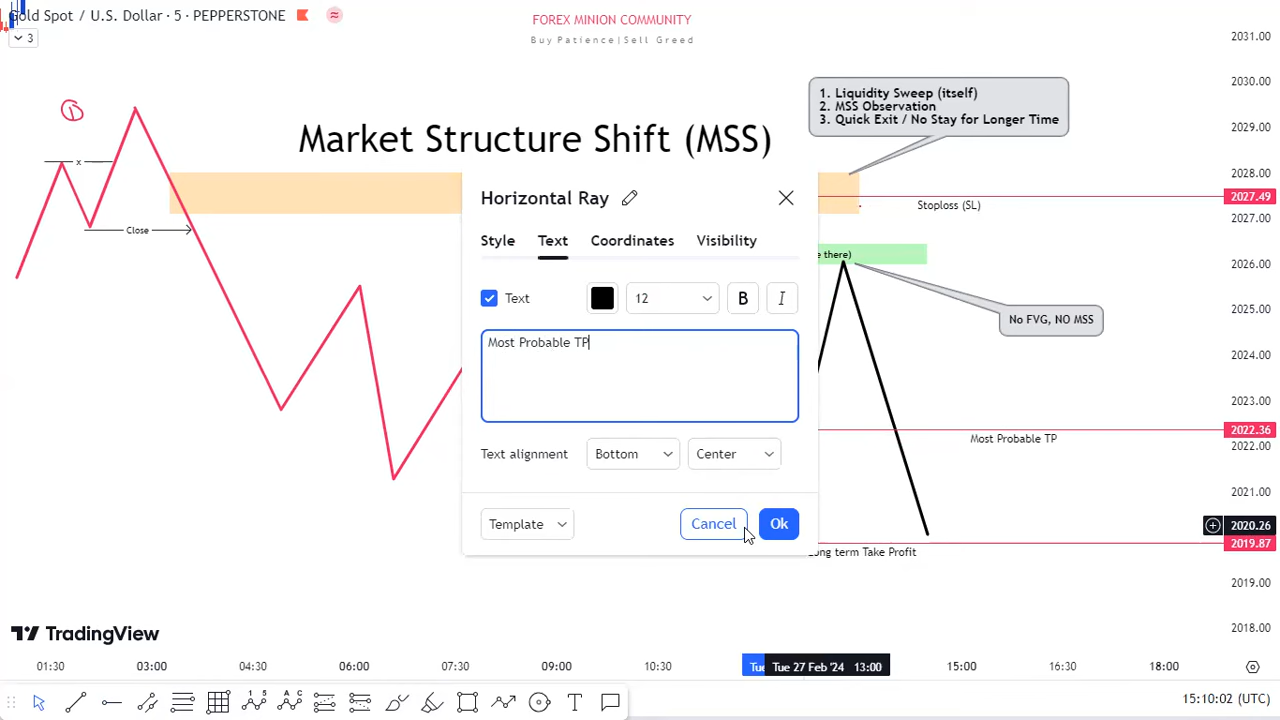 Gold Spot / U.S. Dollar · 5 · PEPPERSTONE
3
FOREX MINION COMMUNITY
Buy Patience|Sell Greed
Market Structure Shift (MSS)
1. Liquidity Sweep (itself)
2. MSS Observation
3. Quick Exit / No Stay for Longer Time
x
Close
Stoploss (SL)
e there)
No FVG, NO MSS
Most Probable TP
Long term Take Profit
Horizontal Ray
Style
Text
Coordinates
Visibility
Text
12
B
I
Most Probable TP
Text alignment
Bottom
Center
Template
Cancel
Ok
2031.00
2030.00
2029.00
2028.00
2027.49
2027.00
2026.00
2025.00
2024.00
2023.00
2022.36
2022.00
2021.00
2020.26
2019.87
2019.00
2018.00
TradingView
01:30
03:00
04:30
06:00
07:30
09:00
10:30
Tue
Tue 27 Feb '24 13:00
15:00
16:30
18:00
15:10:02 (UTC)